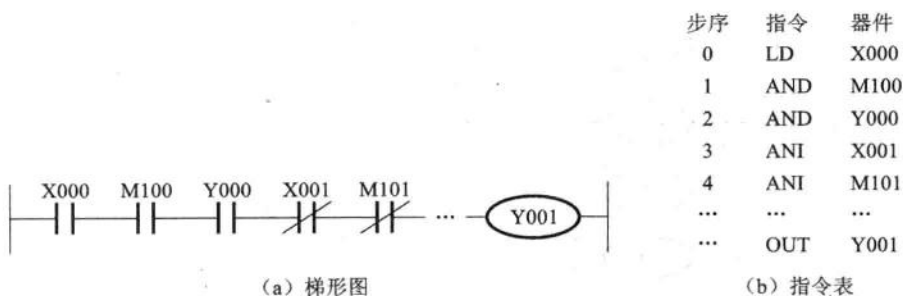 步序 指令 器件
0 LD X000
1 AND M100
2 AND Y000
3 ANI X001
4 ANI M101
... ... ...
... OUT Y001
X000 M100 Y000 X001 M101
... Y001
(a) 梯形图
(b) 指令表